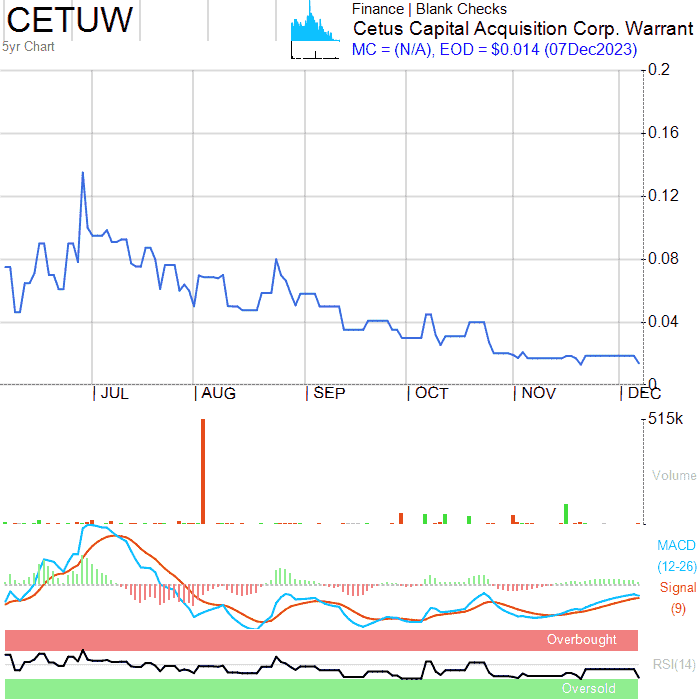 CETUW
5yr Chart
Finance | Blank Checks
Cetus Capital Acquisition Corp. Warrant
MC = (N/A), EOD = $0.014 (07Dec2023)
0.2
0.16
0.12
0.08
0.04
0
JUL AUG SEP OCT NOV DEC
515k
Volume
MACD
(12-26)
Signal
(9)
Overbought
RSI(14)
Oversold